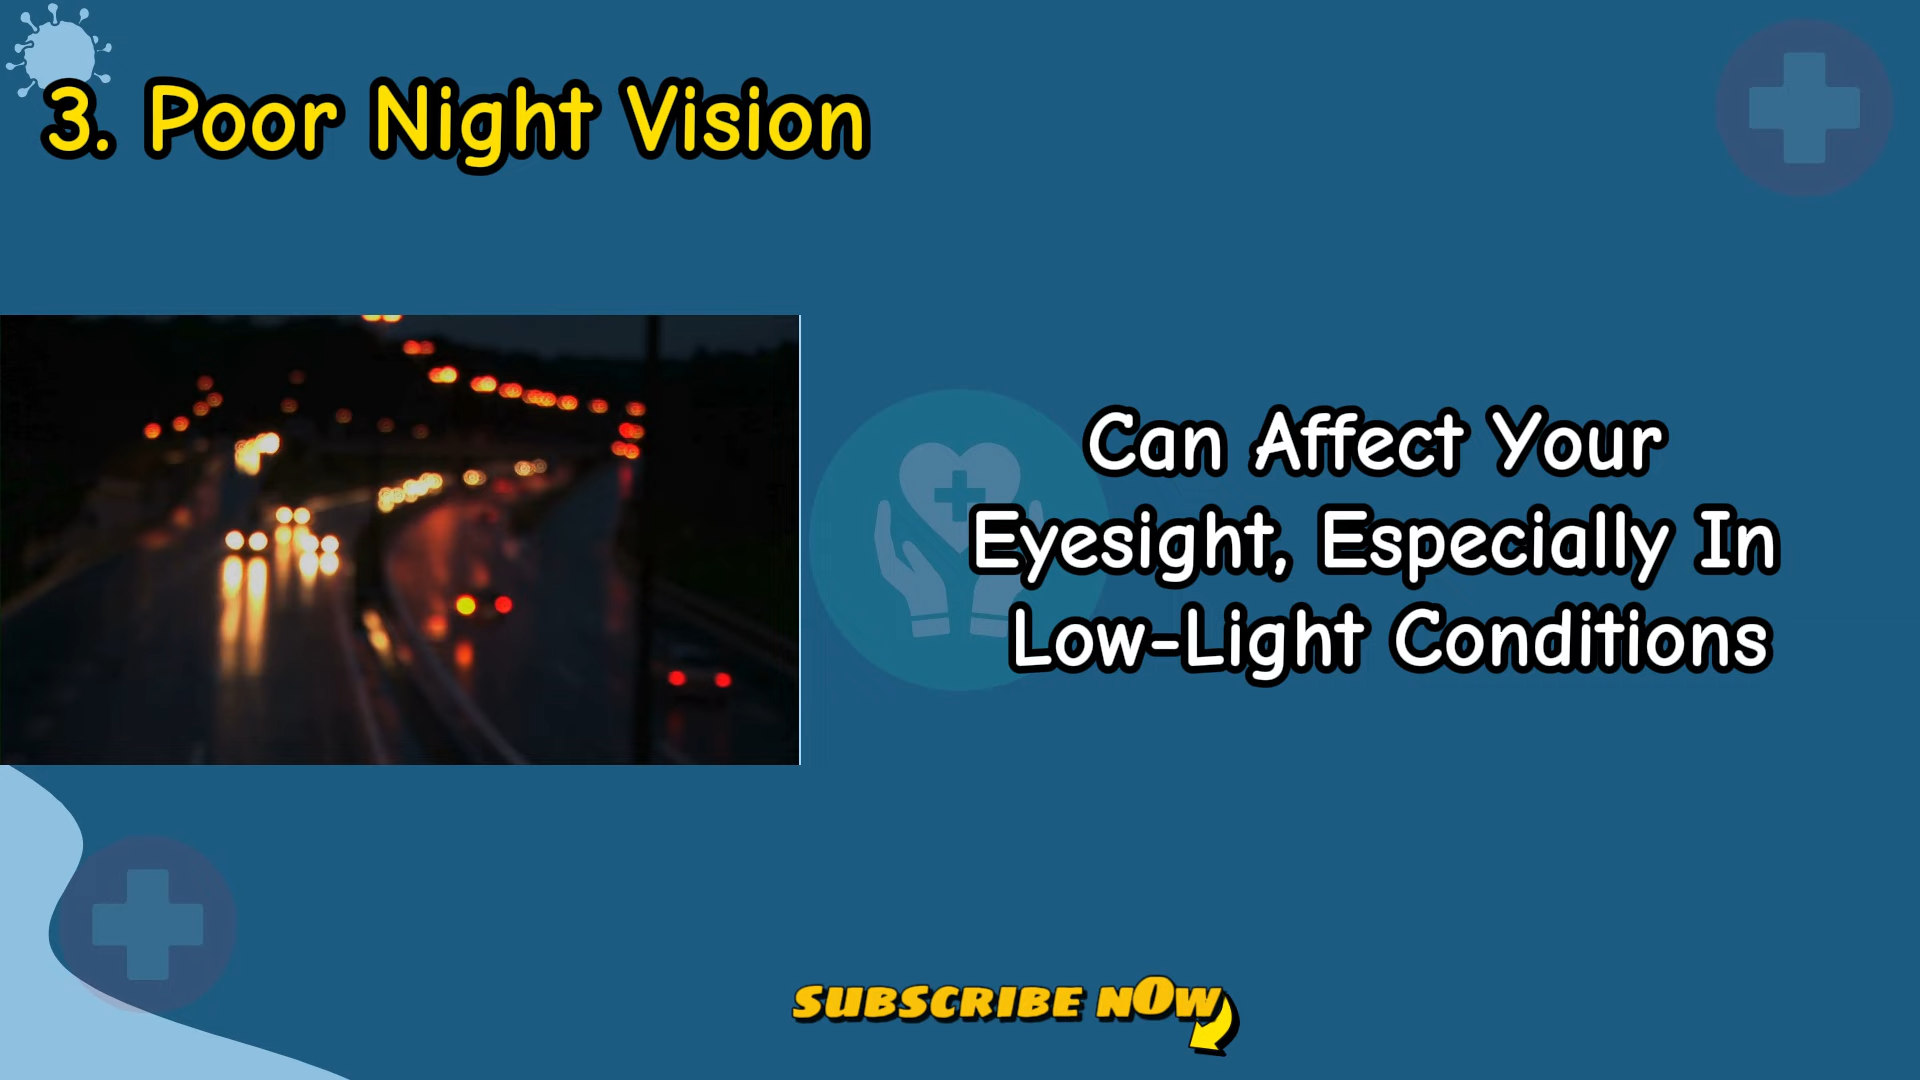 3. Poor Night Vision
Can Affect Your
Eyesight, Especially In
Low-Light Conditions
SUBSCRIBE NOW